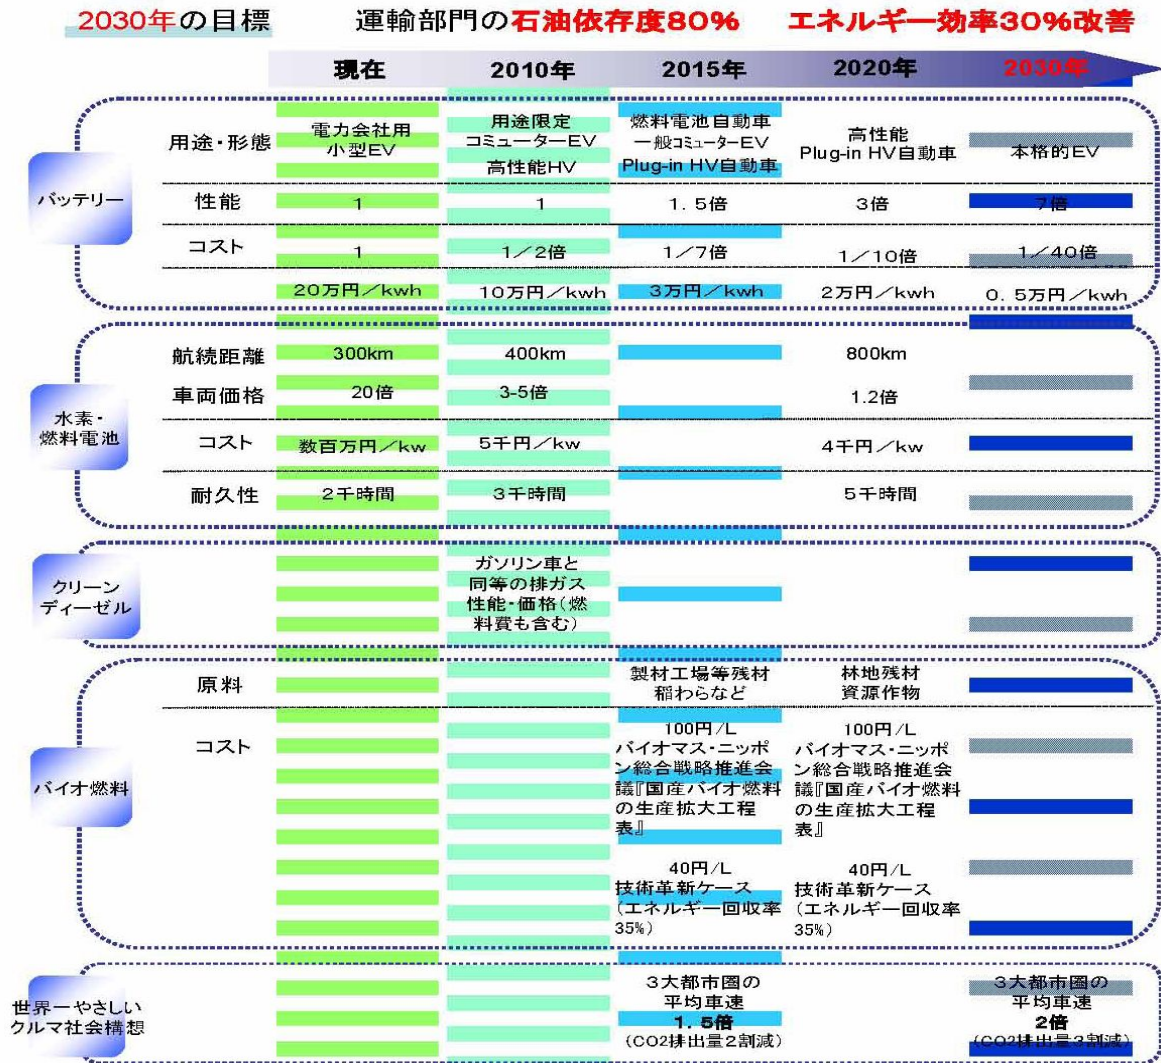 2030年の目標 運輸部門の石油依存度80% エネルギー効率30%改善
現在 2010年 2015年 2020年 2030年
バッテリー
用途・形態
電力会社用
小型EV
用途限定
コミューターEV
高性能HV
燃料電池自動車
一般コミューターEV
Plug-in HV自動車
高性能
Plug-in HV自動車
本格的EV
性能 1 1 1.5倍 3倍 7倍
コスト 1 1/2倍 1/7倍 1/10倍 1/40倍
20万円/kwh 10万円/kwh 3万円/kwh 2万円/kwh 0.5万円/kwh
水素・
燃料電池
航続距離 300km 400km 800km
車両価格 20倍 3-5倍 1.2倍
コスト 数百万円/kw 5千円/kw 4千円/kw
耐久性 2千時間 3千時間 5千時間
クリーン
ディーゼル
ガソリン車と
同等の排ガス
性能・価格(燃
料費も含む)
バイオ燃料
原料
製材工場等残材
稲わらなど
林地残材
資源作物
コスト
100円/L
バイオマス・ニッポ
ン総合戦略推進会
議『国産バイオ燃料
の生産拡大工程
表』
40円/L
技術革新ケース
(エネルギー回収率
35%)
100円/L
バイオマス・ニッポ
ン総合戦略推進会
議『国産バイオ燃料
の生産拡大工程
表』
40円/L
技術革新ケース
(エネルギー回収率
35%)
世界一やさしい
クルマ社会構想
3大都市圏の
平均車速
1.5倍
(CO2排出量2割減)
3大都市圏の
平均車速
2倍
(CO2排出量3割減)